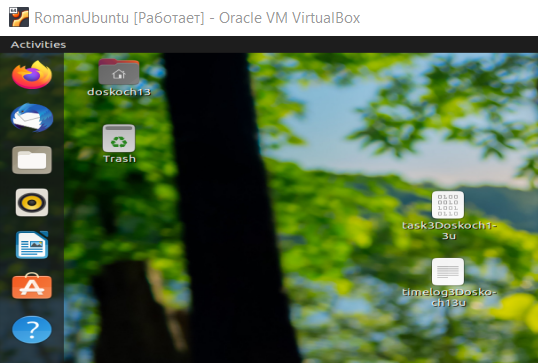 RomanUbuntu [Работает] - Oracle VM VirtualBox
Activities
doskoch13
Trash
task3Doskoch1-
3u
timelog3Dosko-
ch13u